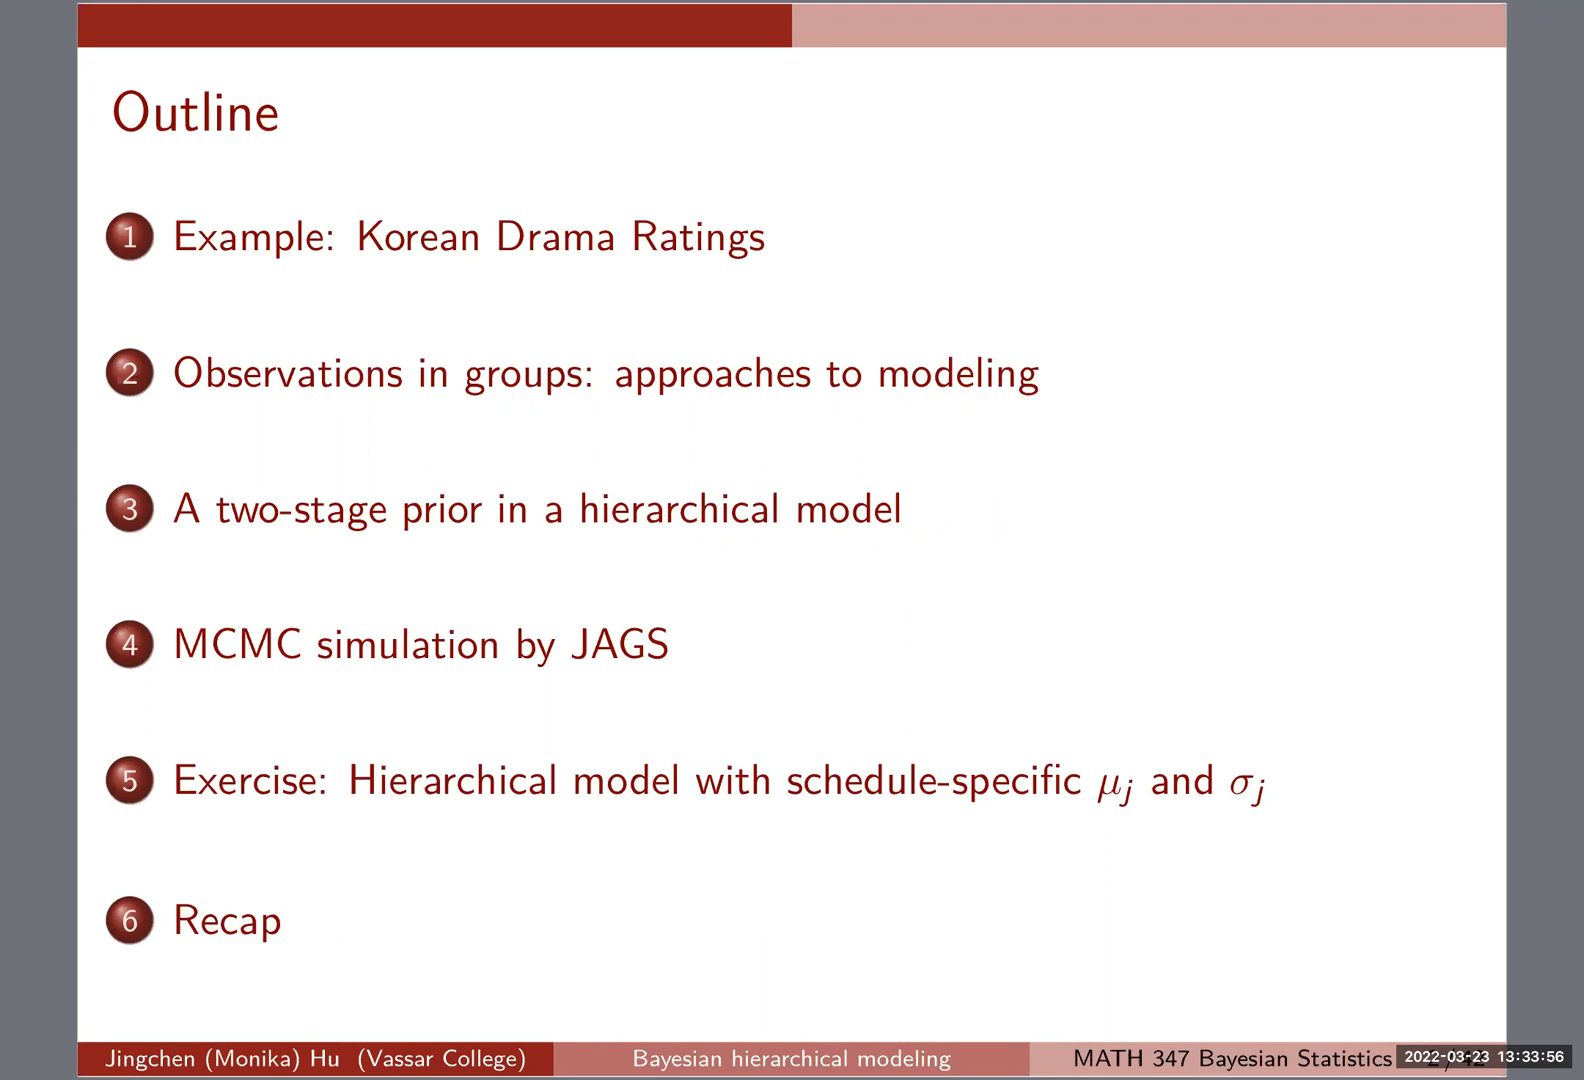 Outline
1 Example: Korean Drama Ratings
2 Observations in groups: approaches to modeling
3 A two-stage prior in a hierarchical model
4 MCMC simulation by JAGS
5 Exercise: Hierarchical model with schedule-specific μj and σj
6 Recap
Jingchen (Monika) Hu (Vassar College) Bayesian hierarchical modeling MATH 347 Bayesian Statistics
2022-03-23 13:33:56